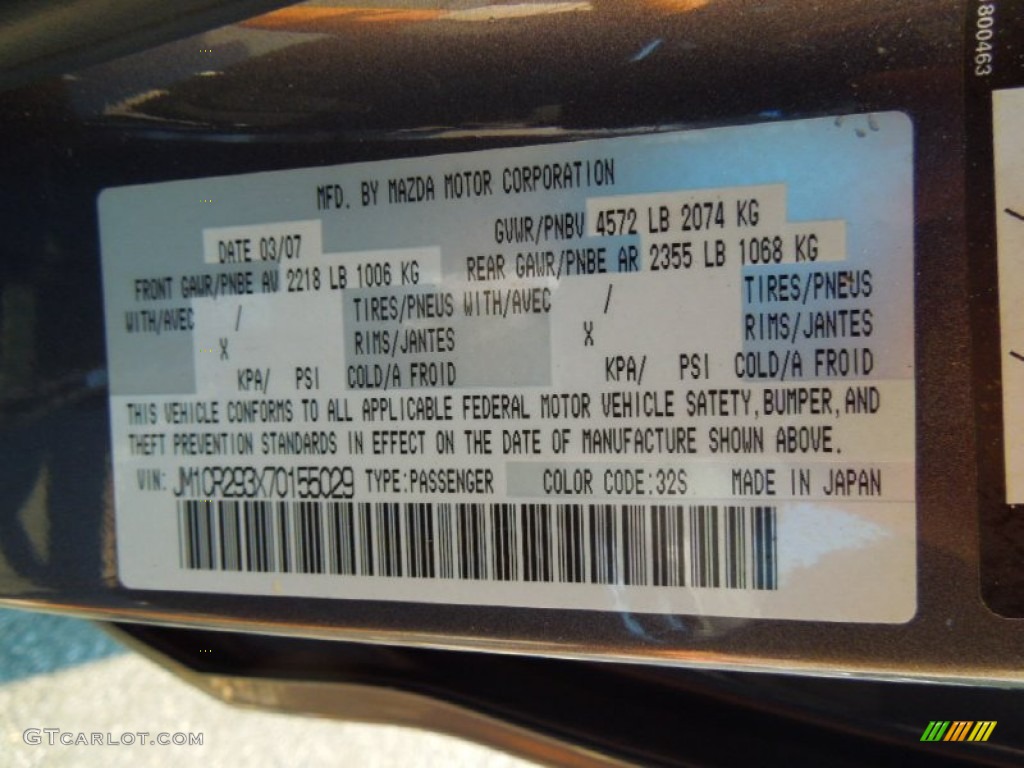 800463
MFD. BY MAZDA MOTOR CORPORATION
DATE 03/07 GVWR/PNBV 4572 LB 2074 KG
FRONT GAWR/PNBE AV 2218 LB 1006 KG REAR GAWR/PNBE AR 2355 LB 1068 KG
WITH/AVEC / TIRES/PNEUS WITH/AVEC / TIRES/PNEUS
X RIMS/JANTES X RIMS/JANTES
KPA/ PSI COLD/A FROID KPA/ PSI COLD/A FROID
THIS VEHICLE CONFORMS TO ALL APPLICABLE FEDERAL MOTOR VEHICLE SATETY, BUMPER, AND
THEFT PREVENTION STANDARDS IN EFFECT ON THE DATE OF MANUFACTURE SHOWN ABOVE.
VIN: JM1CR293X70155029 TYPE:PASSENGER COLOR CODE:32S MADE IN JAPAN
GTCARLOT.COM